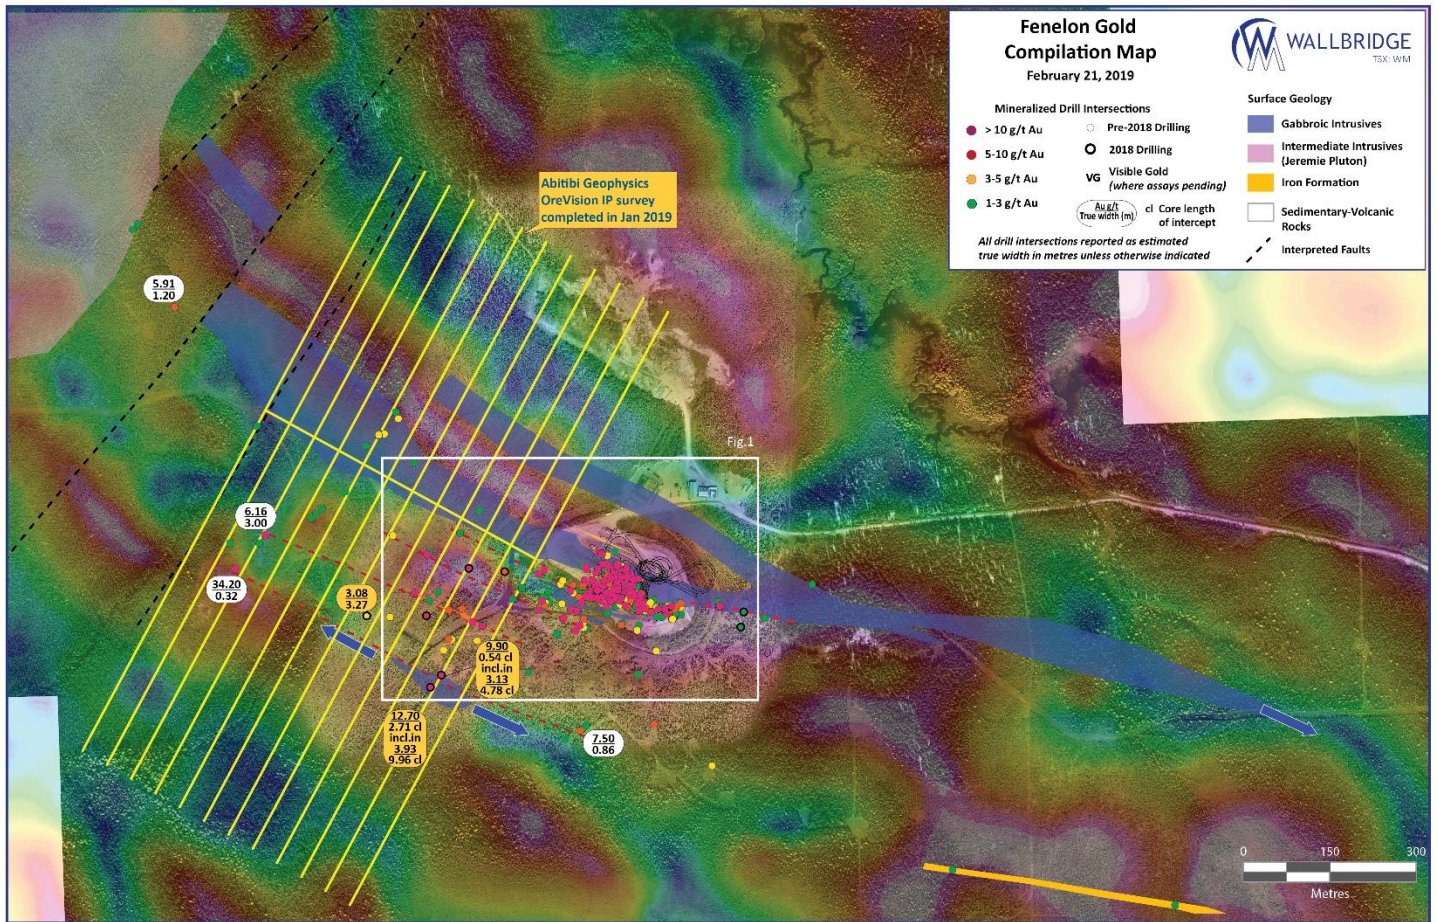 Fenelon Gold
Compilation Map
February 21, 2019
WALLBRIDGE
TSX: WM
Mineralized Drill Intersections
> 10 g/t Au
5-10 g/t Au
3-5 g/t Au
1-3 g/t Au
Pre-2018 Drilling
2018 Drilling
VG Visible Gold
(where assays pending)
Au g/t
True width (m)
cl Core length
of intercept
All drill intersections reported as estimated
true width in metres unless otherwise indicated
Surface Geology
Gabbroic Intrusives
Intermediate Intrusives
(Jeremie Pluton)
Iron Formation
Sedimentary-Volcanic
Rocks
Interpreted Faults
Abitibi Geophysics
OreVision IP survey
completed in Jan 2019
5.91
1.20
Fig.1
6.16
3.00
34.20
0.32
3.08
3.27
9.90
0.54 cl
incl.in
3.13
4.78 cl
12.70
2.71 cl
incl.in
3.93
9.96 cl
7.50
0.86
0 150 300
Metres